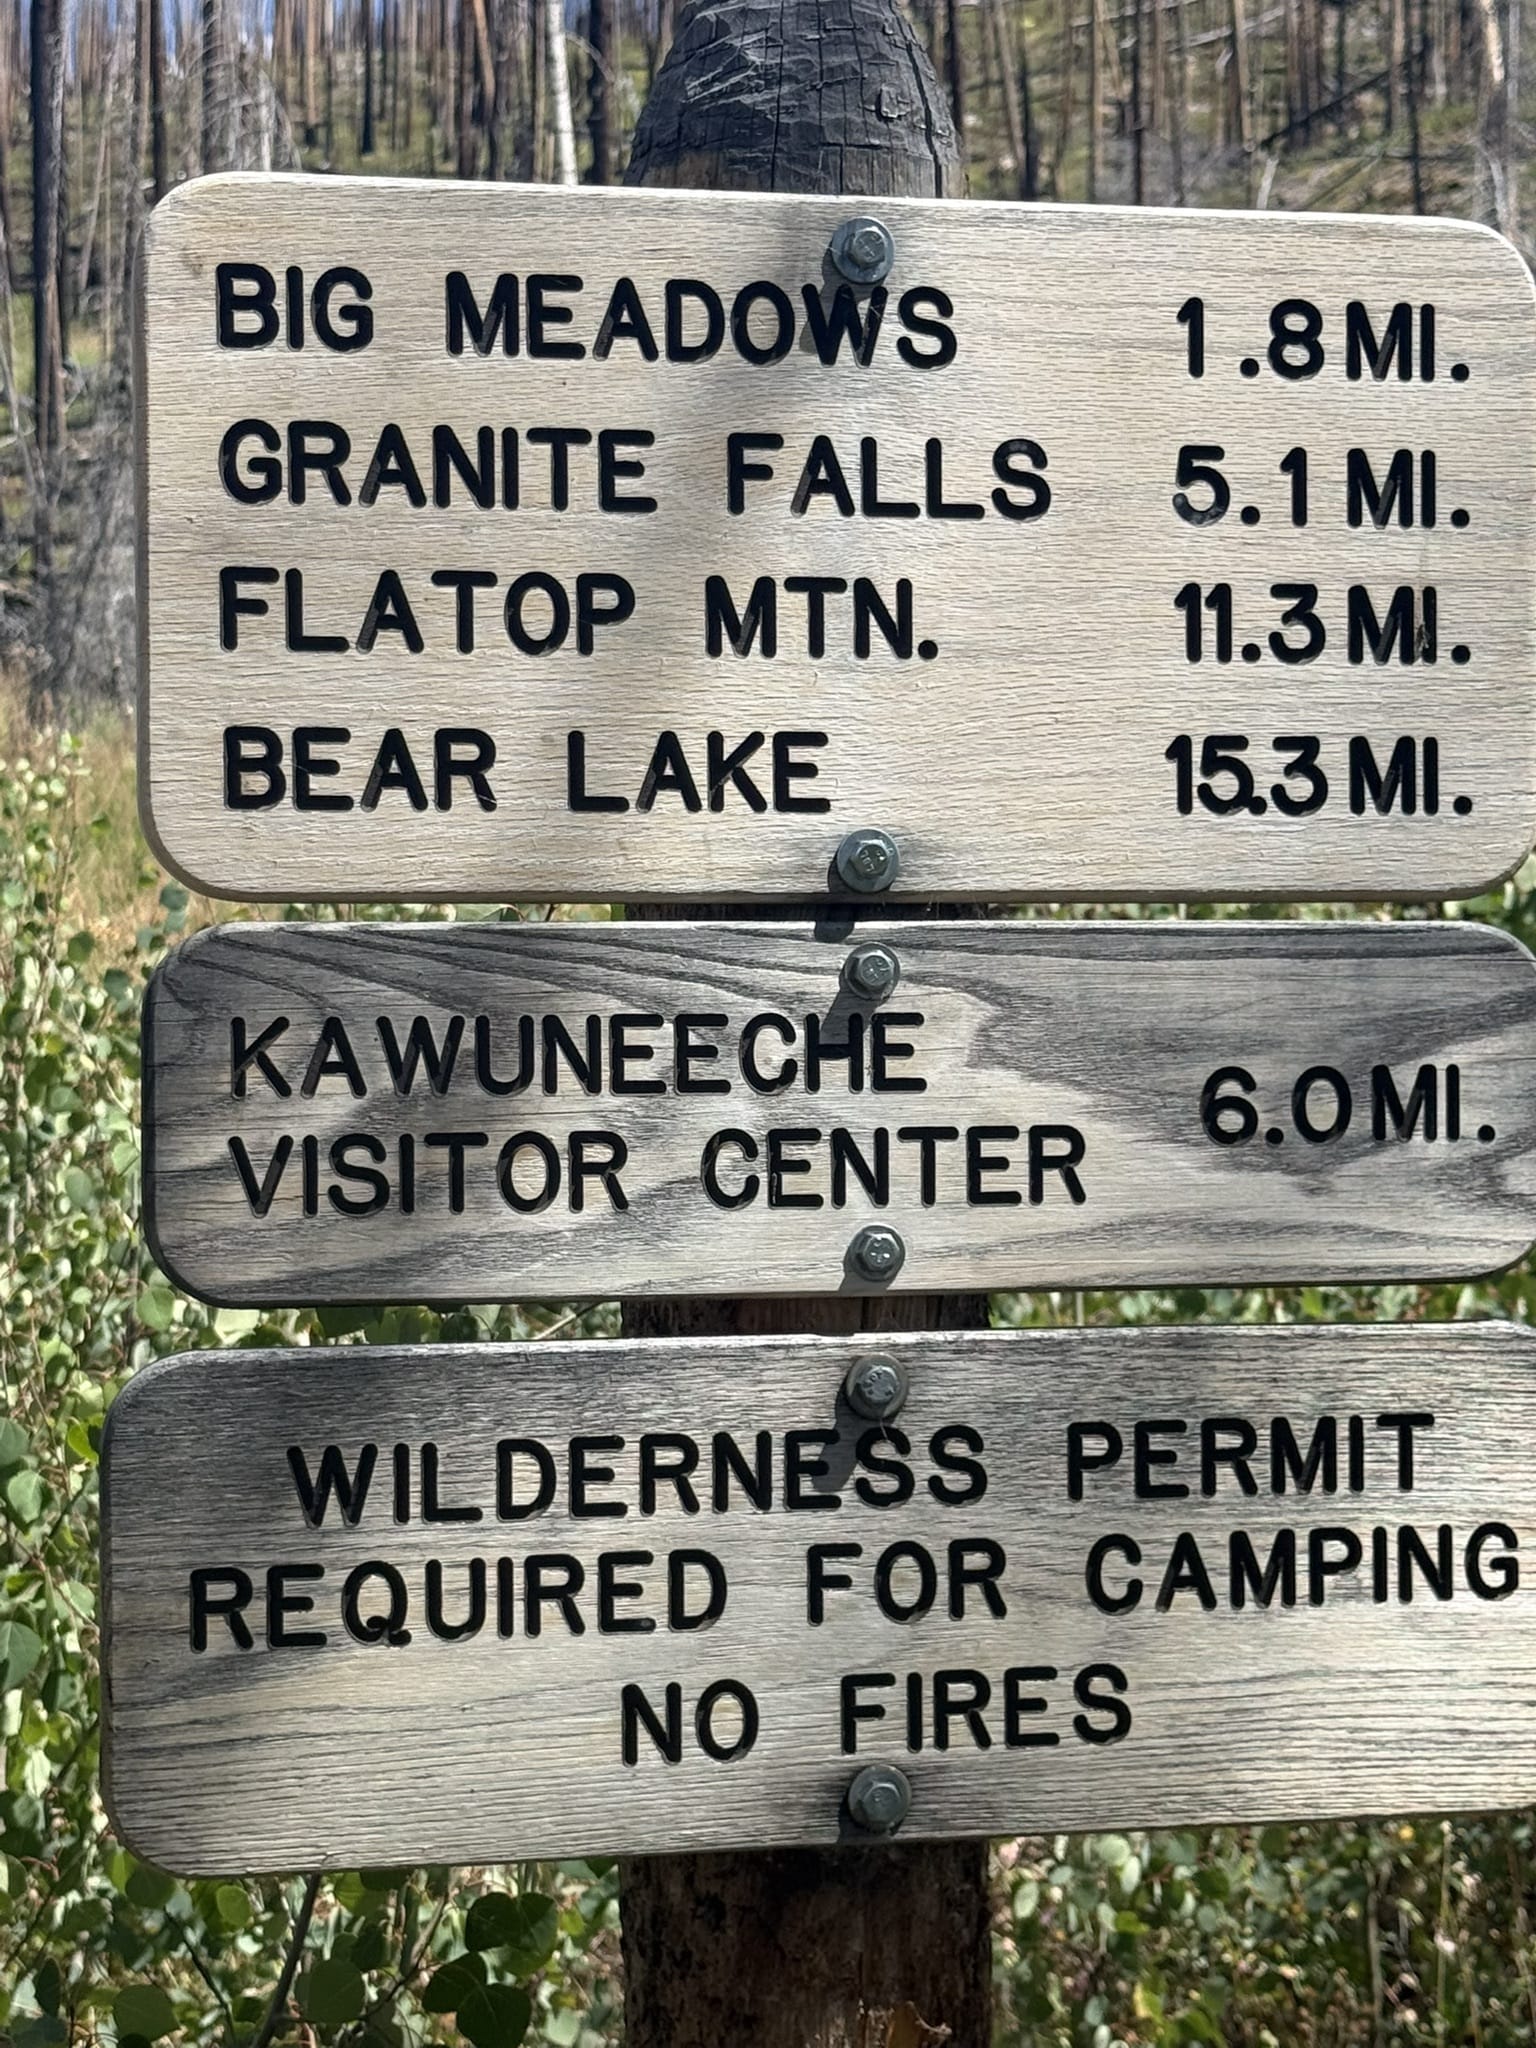 BIG MEADOWS 1.8 MI.
GRANITE FALLS 5.1 MI.
FLATOP MTN. 11.3 MI.
BEAR LAKE 15.3 MI.
KAWUNEECHE
VISITOR CENTER 6.0 MI.
WILDERNESS PERMIT
REQUIRED FOR CAMPING
NO FIRES